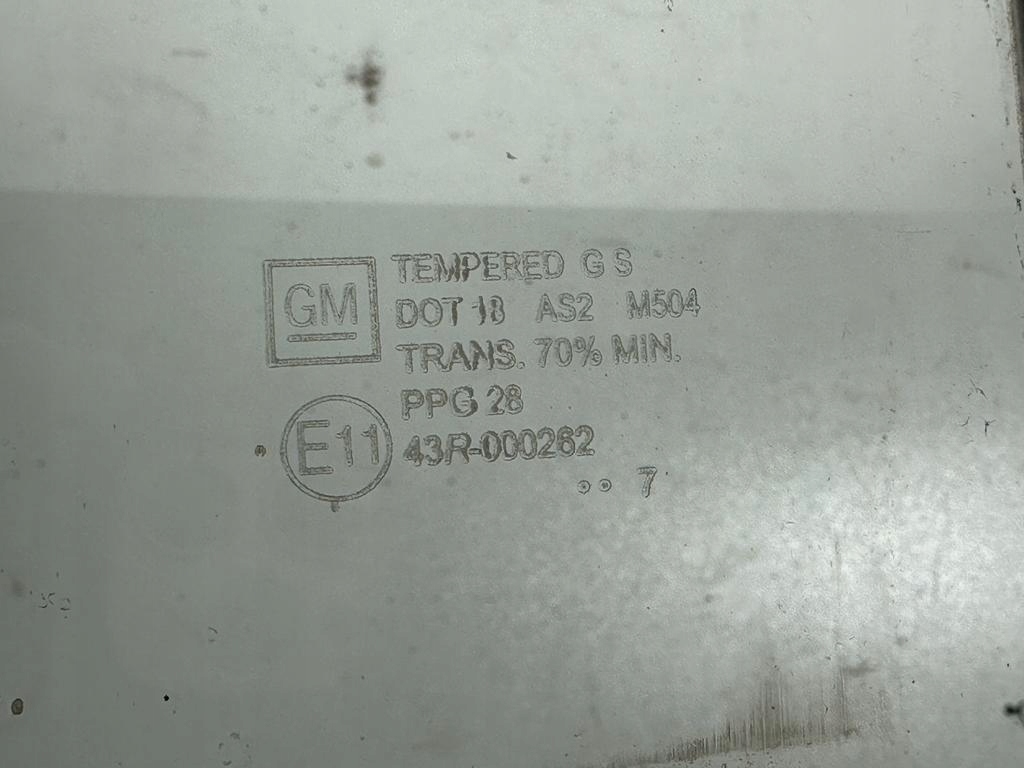 GM
TEMPERED G S
DOT 18 AS2 M504
TRANS. 70% MIN.
PPG 28
E11
43R-000262
7